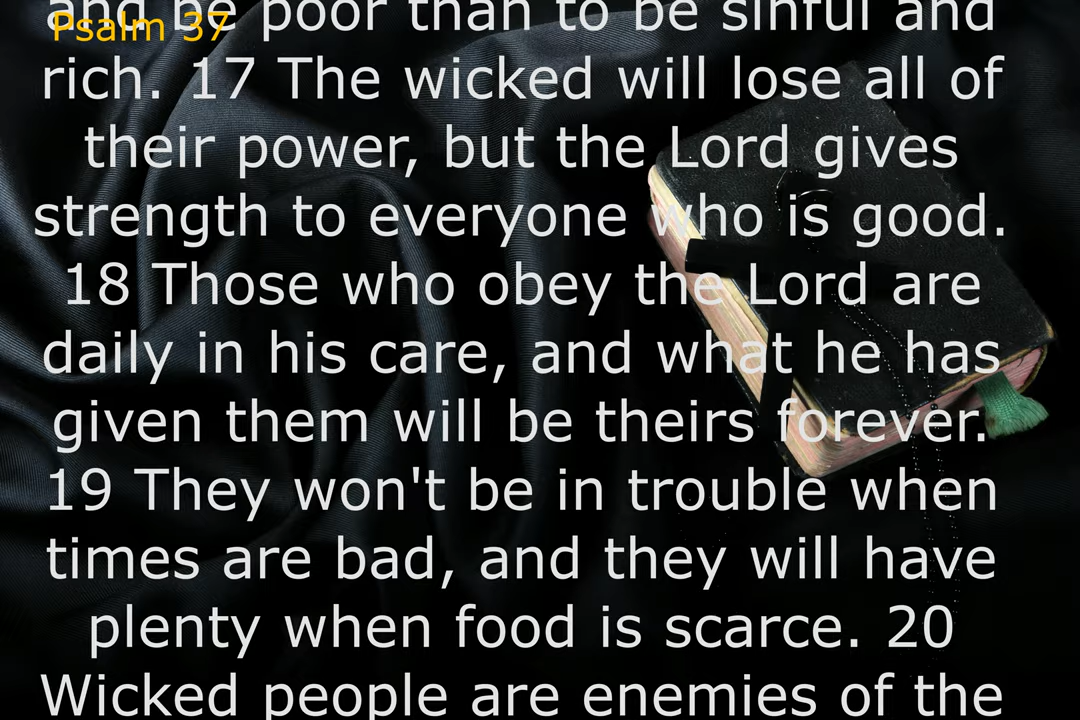 and be poor than to be sinful and
Psalm 37
rich. 17 The wicked will lose all of
their power, but the Lord gives
strength to everyone who is good.
18 Those who obey the Lord are
daily in his care, and what he has
given them will be theirs forever.
19 They won't be in trouble when
times are bad, and they will have
plenty when food is scarce. 20
Wicked people are enemies of the